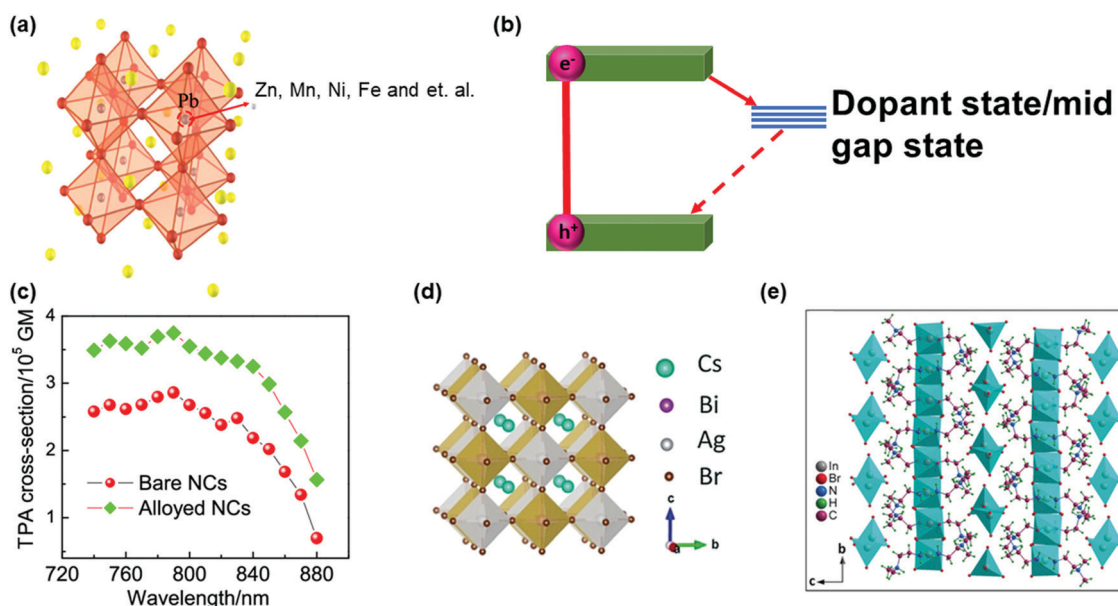 (a)
Pb
Zn, Mn, Ni, Fe and et. al.
(b)
e-
h+
Dopant state/mid
gap state
(c)
TPA cross-section/10⁵ GM
4
3
2
1
Bare NCs
Alloyed NCs
720
760
800
840
880
Wavelength/nm
(d)
Cs
Bi
Ag
Br
c
a
b
(e)
In
Br
N
H
C
b
c